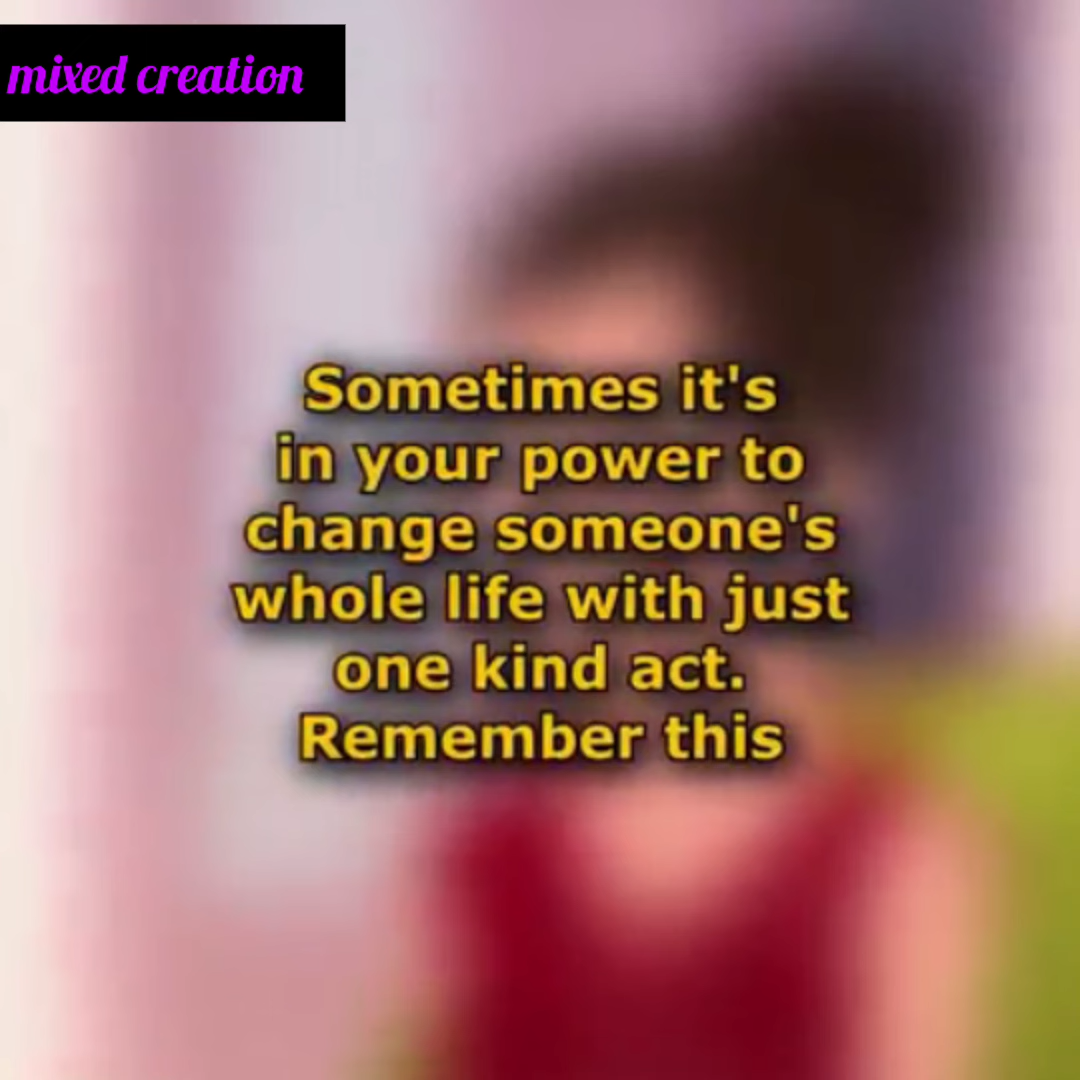 mixed creation
Sometimes it's
in your power to
change someone's
whole life with just
one kind act.
Remember this